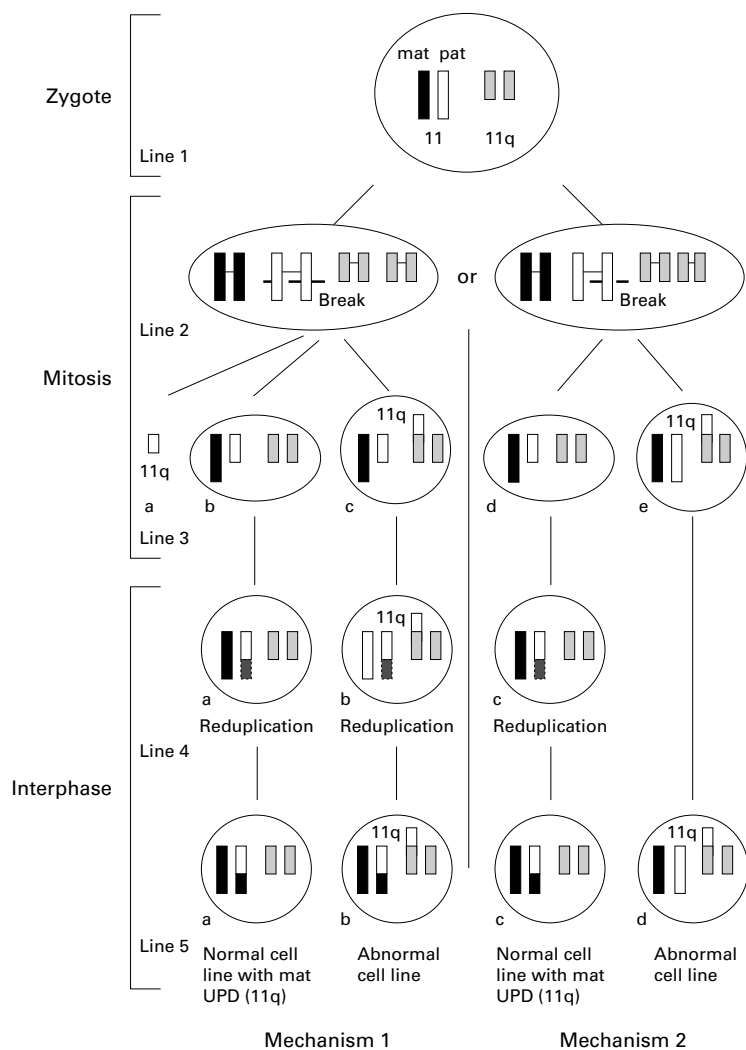 mat pat
Zygote
11 11q
Line 1
or
Break Break
Line 2
Mitosis
11q 11q
11q
a b c d e
Line 3
11q
a b c
Reduplication Reduplication Reduplication
Line 4
Interphase
11q 11q
a b c d
Line 5
Normal cell
line with mat
UPD (11q)
Abnormal
cell line
Normal cell
line with mat
UPD (11q)
Abnormal
cell line
Mechanism 1 Mechanism 2